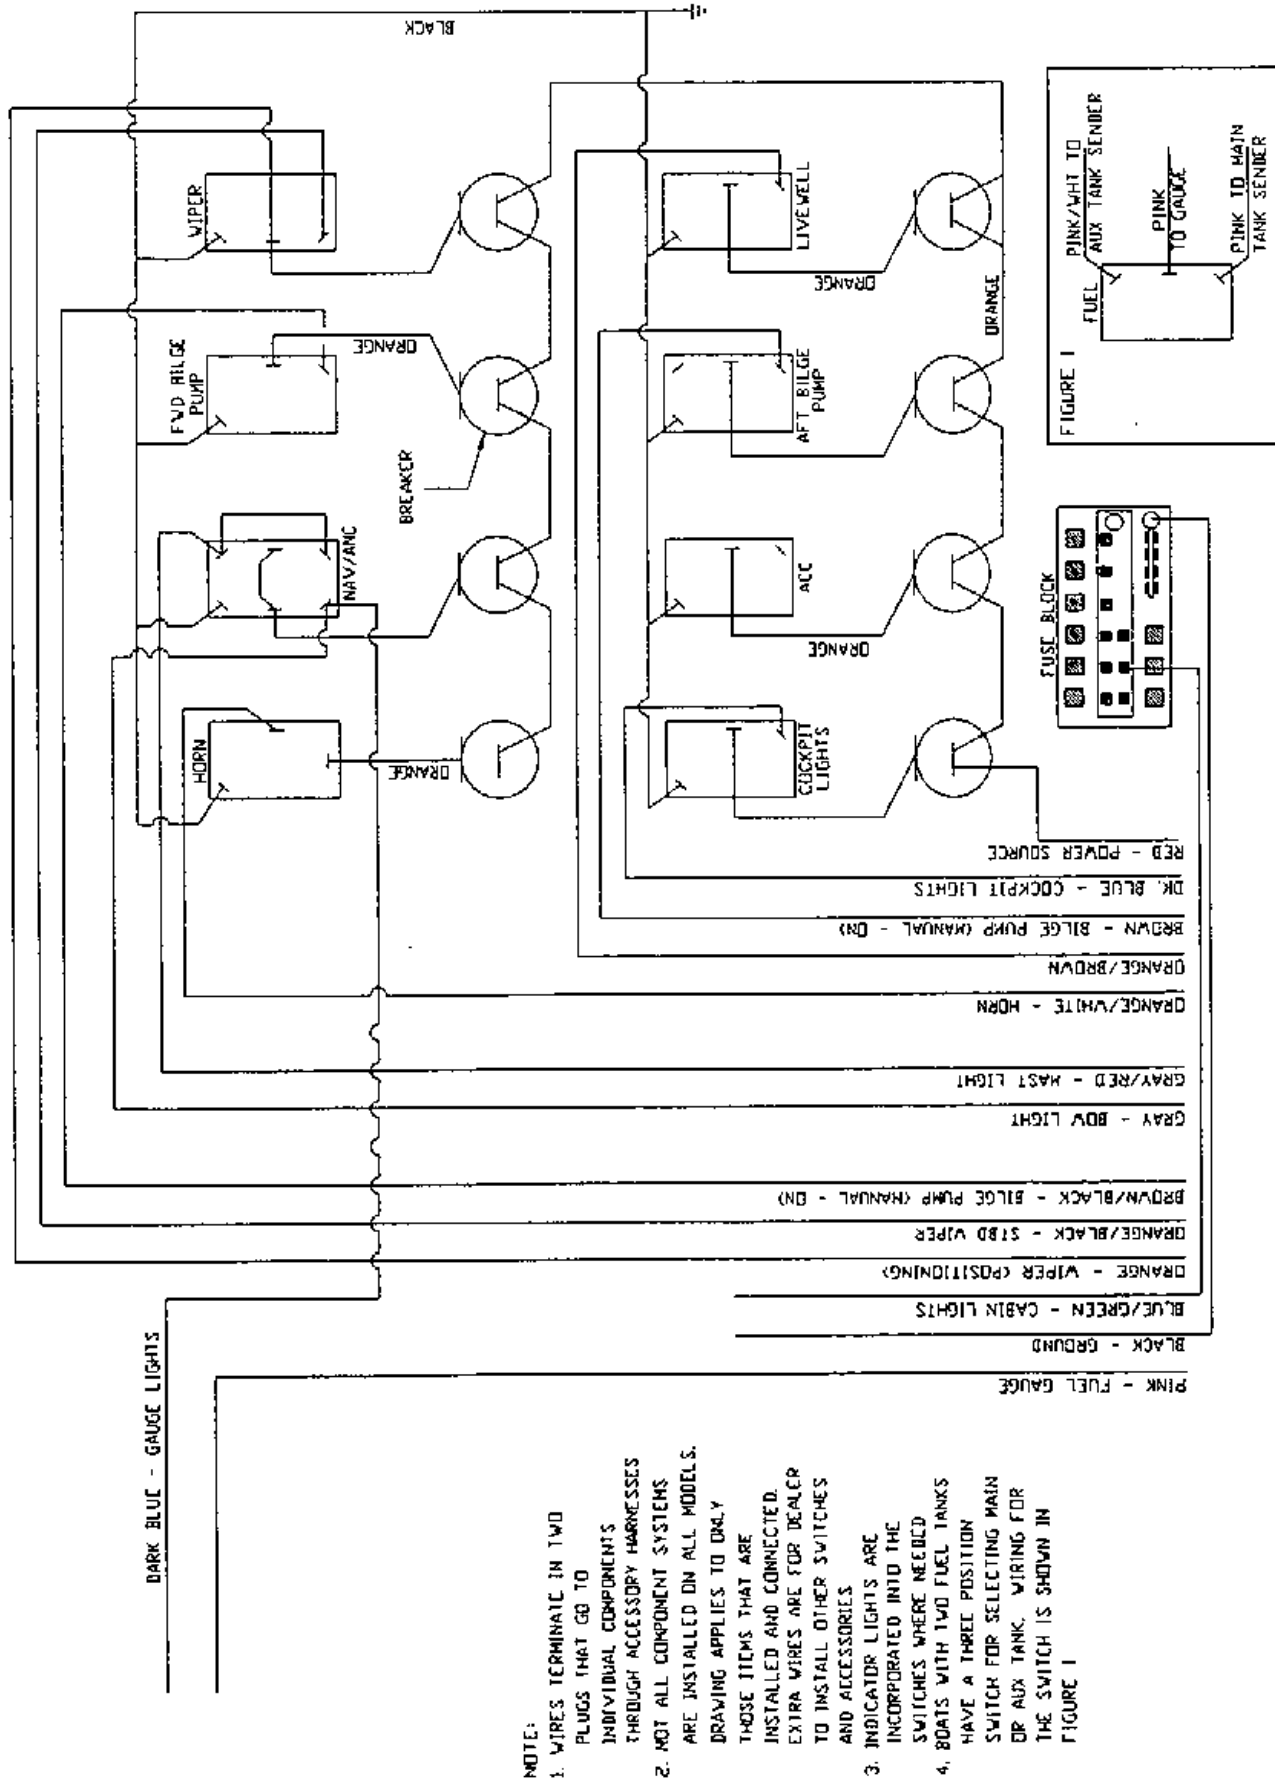 BLACK
WIPER
FWD BILGE
PUMP
ORANGE
BREAKER
NAV/ANC
HORN
ORANGE
LIVEWELL
ORANGE
AFT BILGE
PUMP
ACC
ORANGE
COCKPIT
LIGHTS
ORANGE
FIGURE 1
FUEL
PINK/WHT TO
AUX TANK SENDER
PINK
TO GAUGE
PINK TO MAIN
TANK SENDER
FUSE BLOCK
RED - POWER SOURCE
DK. BLUE - COCKPIT LIGHTS
BROWN - BILGE PUMP (MANUAL - ON)
ORANGE/BROWN
ORANGE/WHITE - HORN
GRAY/RED - MAST LIGHT
GRAY - BOW LIGHT
BROWN/BLACK - BILGE PUMP (MANUAL - ON)
ORANGE/BLACK - STBD WIPER
ORANGE - WIPER (POSITIONING)
BLUE/GREEN - CABIN LIGHTS
BLACK - GROUND
PINK - FUEL GAUGE
DARK BLUE - GAUGE LIGHTS
NOTE:
1. WIRES TERMINATE IN TWO
PLUGS THAT GO TO
INDIVIDUAL COMPONENTS
THROUGH ACCESSORY HARNESSES
2. NOT ALL COMPONENT SYSTEMS
ARE INSTALLED ON ALL MODELS.
DRAWING APPLIES TO ONLY
THOSE ITEMS THAT ARE
INSTALLED AND CONNECTED.
EXTRA WIRES ARE FOR DEALER
TO INSTALL OTHER SWITCHES
AND ACCESSORIES
3. INDICATOR LIGHTS ARE
INCORPORATED INTO THE
SWITCHES WHERE NEEDED
4. BOATS WITH TWO FUEL TANKS
HAVE A THREE POSITION
SWITCH FOR SELECTING MAIN
OR AUX TANK. WIRING FOR
THE SWITCH IS SHOWN IN
FIGURE 1